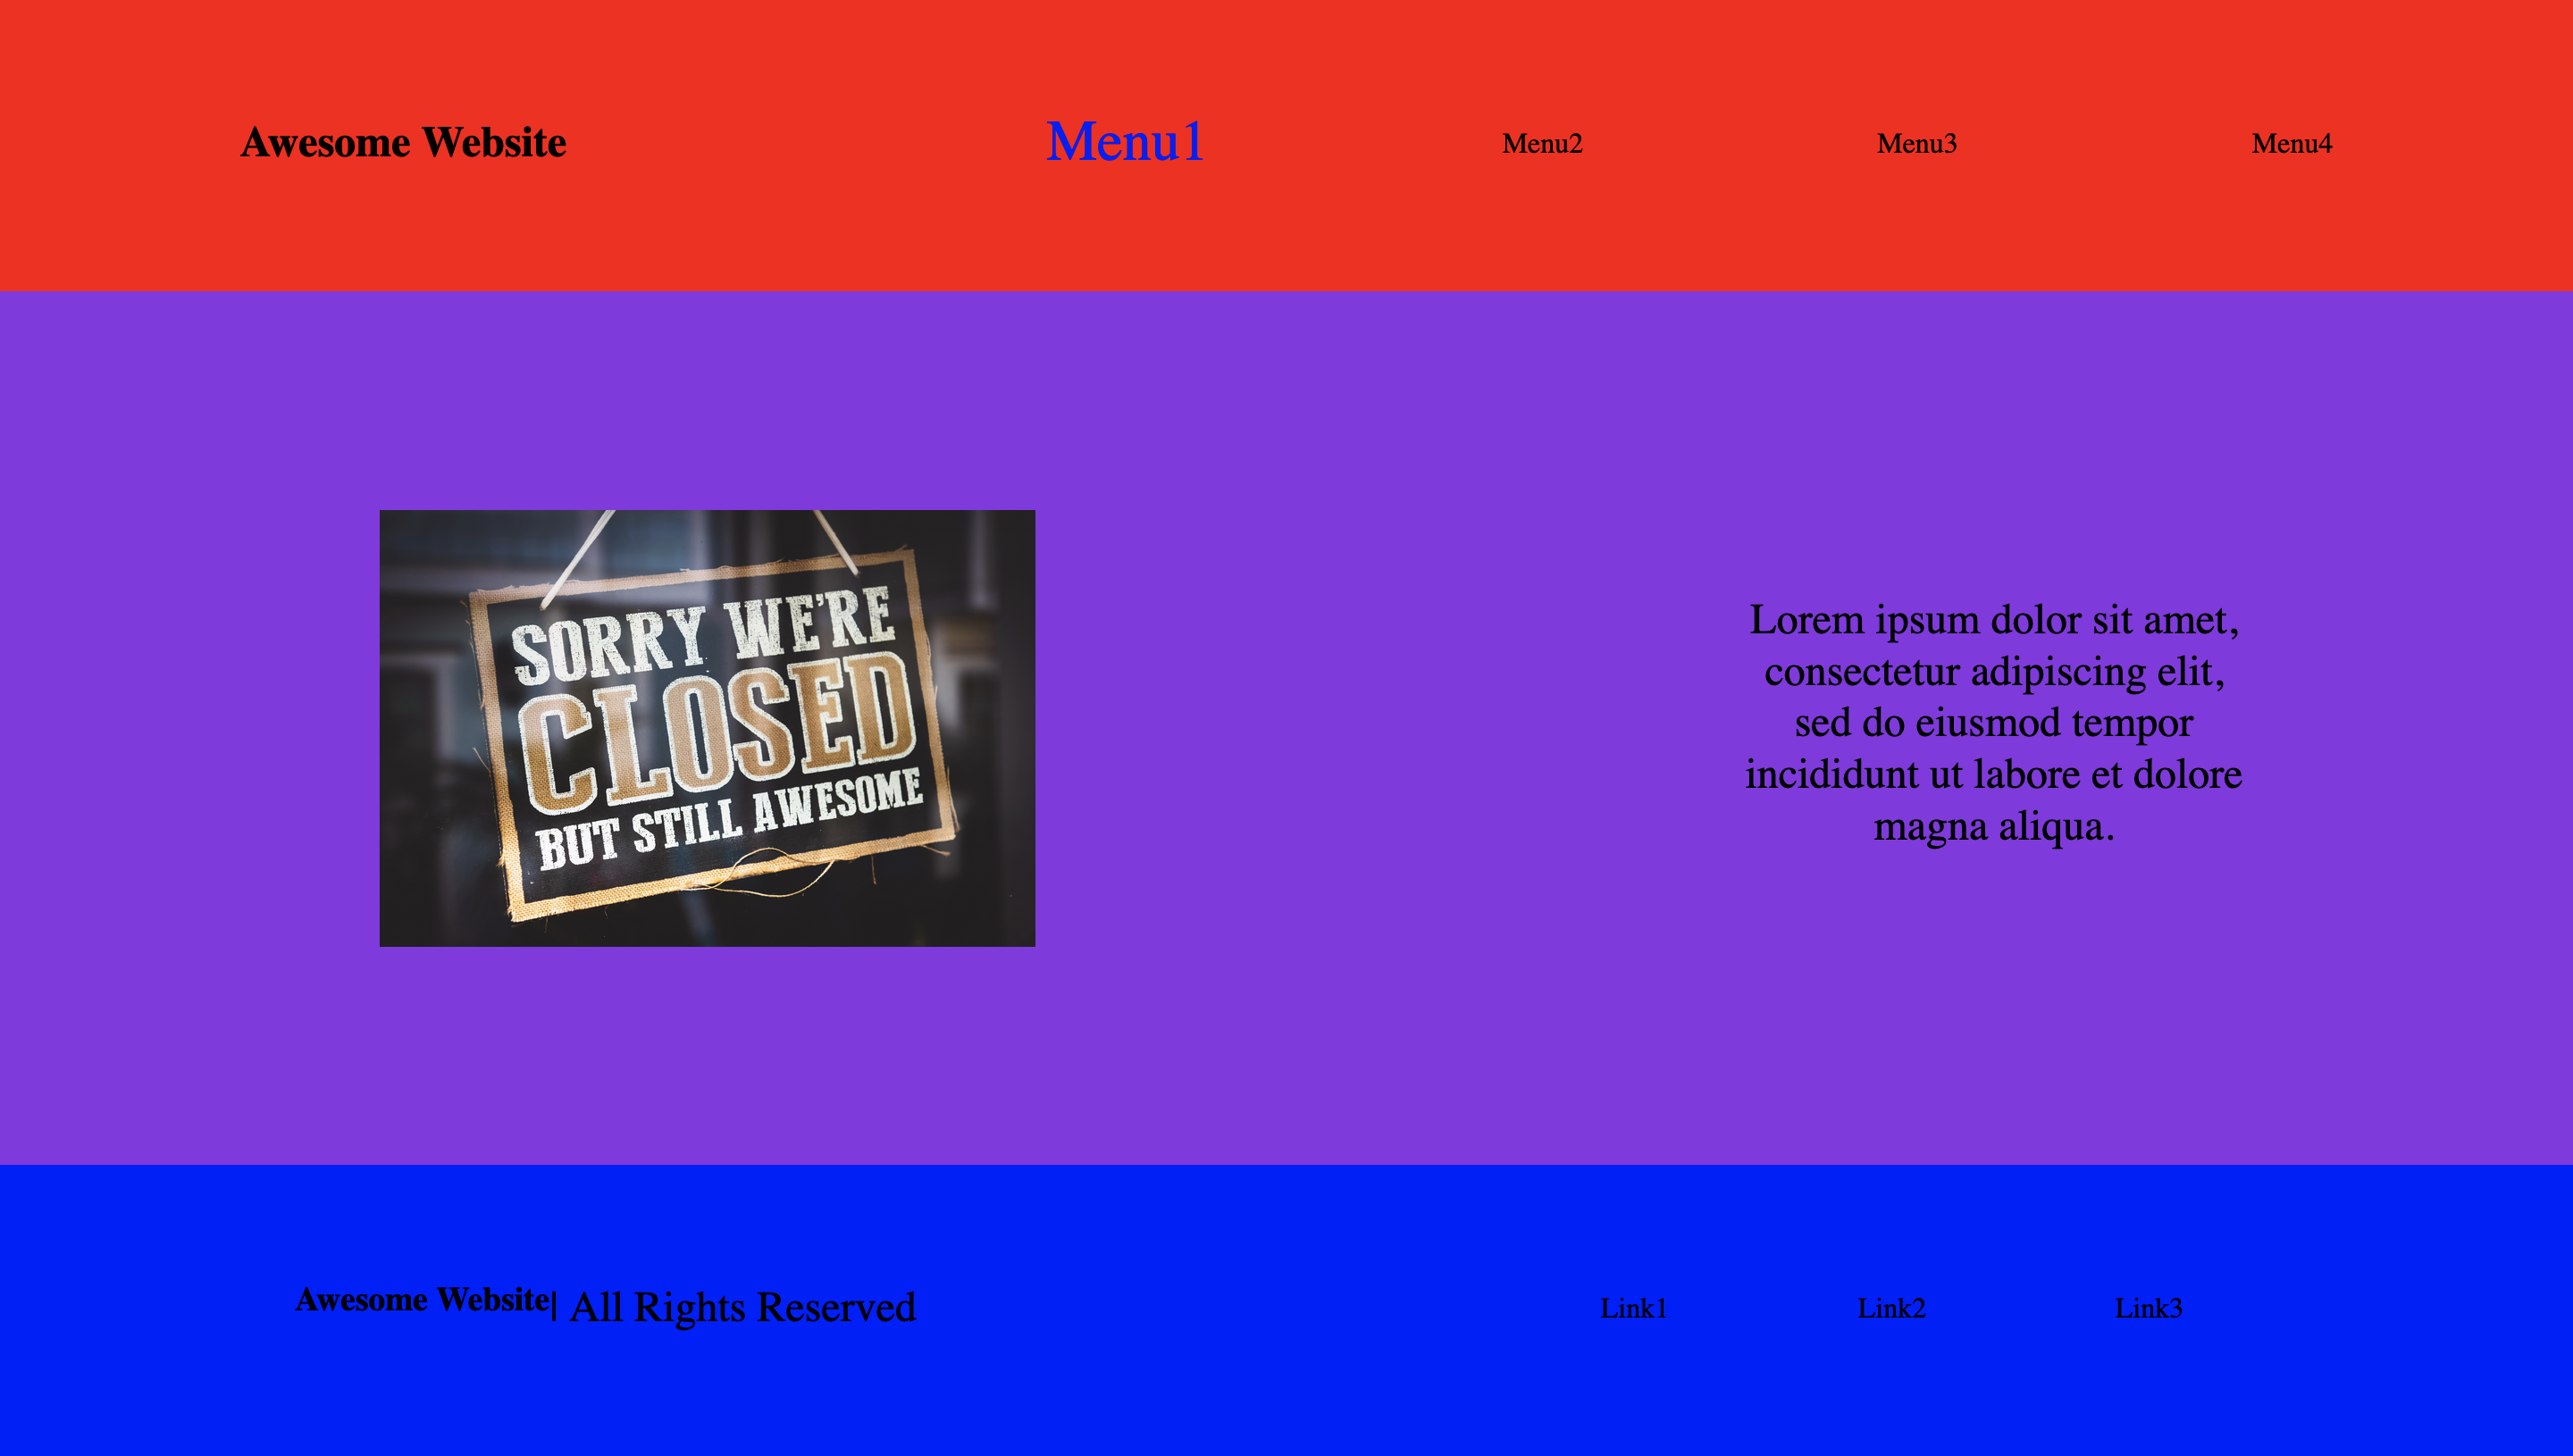 Awesome Website
Menu1
Menu2
Menu3
Menu4
SORRY WE'RE
CLOSED
BUT STILL AWESOME
Lorem ipsum dolor sit amet,
consectetur adipiscing elit,
sed do eiusmod tempor
incididunt ut labore et dolore
magna aliqua.
Awesome Website| All Rights Reserved
Link1
Link2
Link3